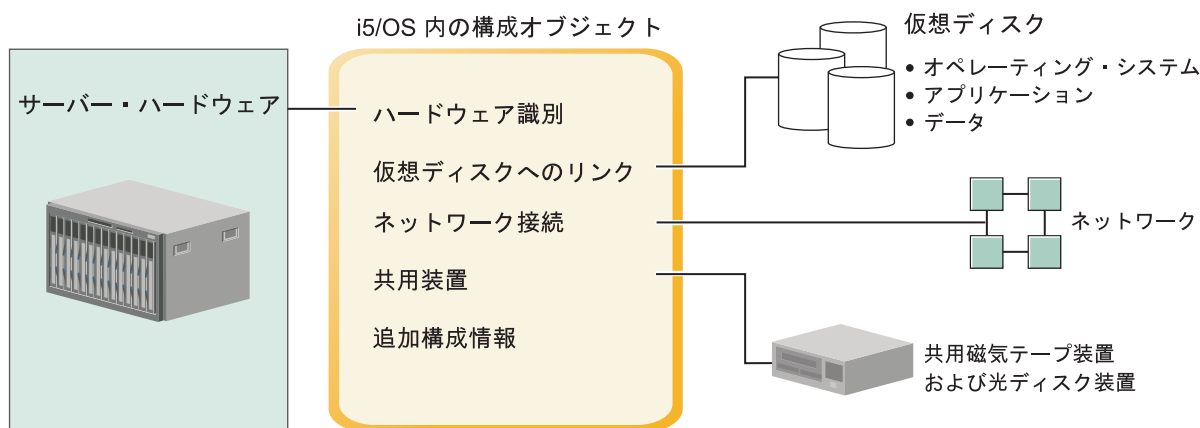 i5/OS 内の構成オブジェクト
サーバー・ハードウェア
ハードウェア識別
仮想ディスクへのリンク
ネットワーク接続
共用装置
追加構成情報
仮想ディスク
• オペレーティング・システム
• アプリケーション
• データ
ネットワーク
共用磁気テープ装置
および光ディスク装置